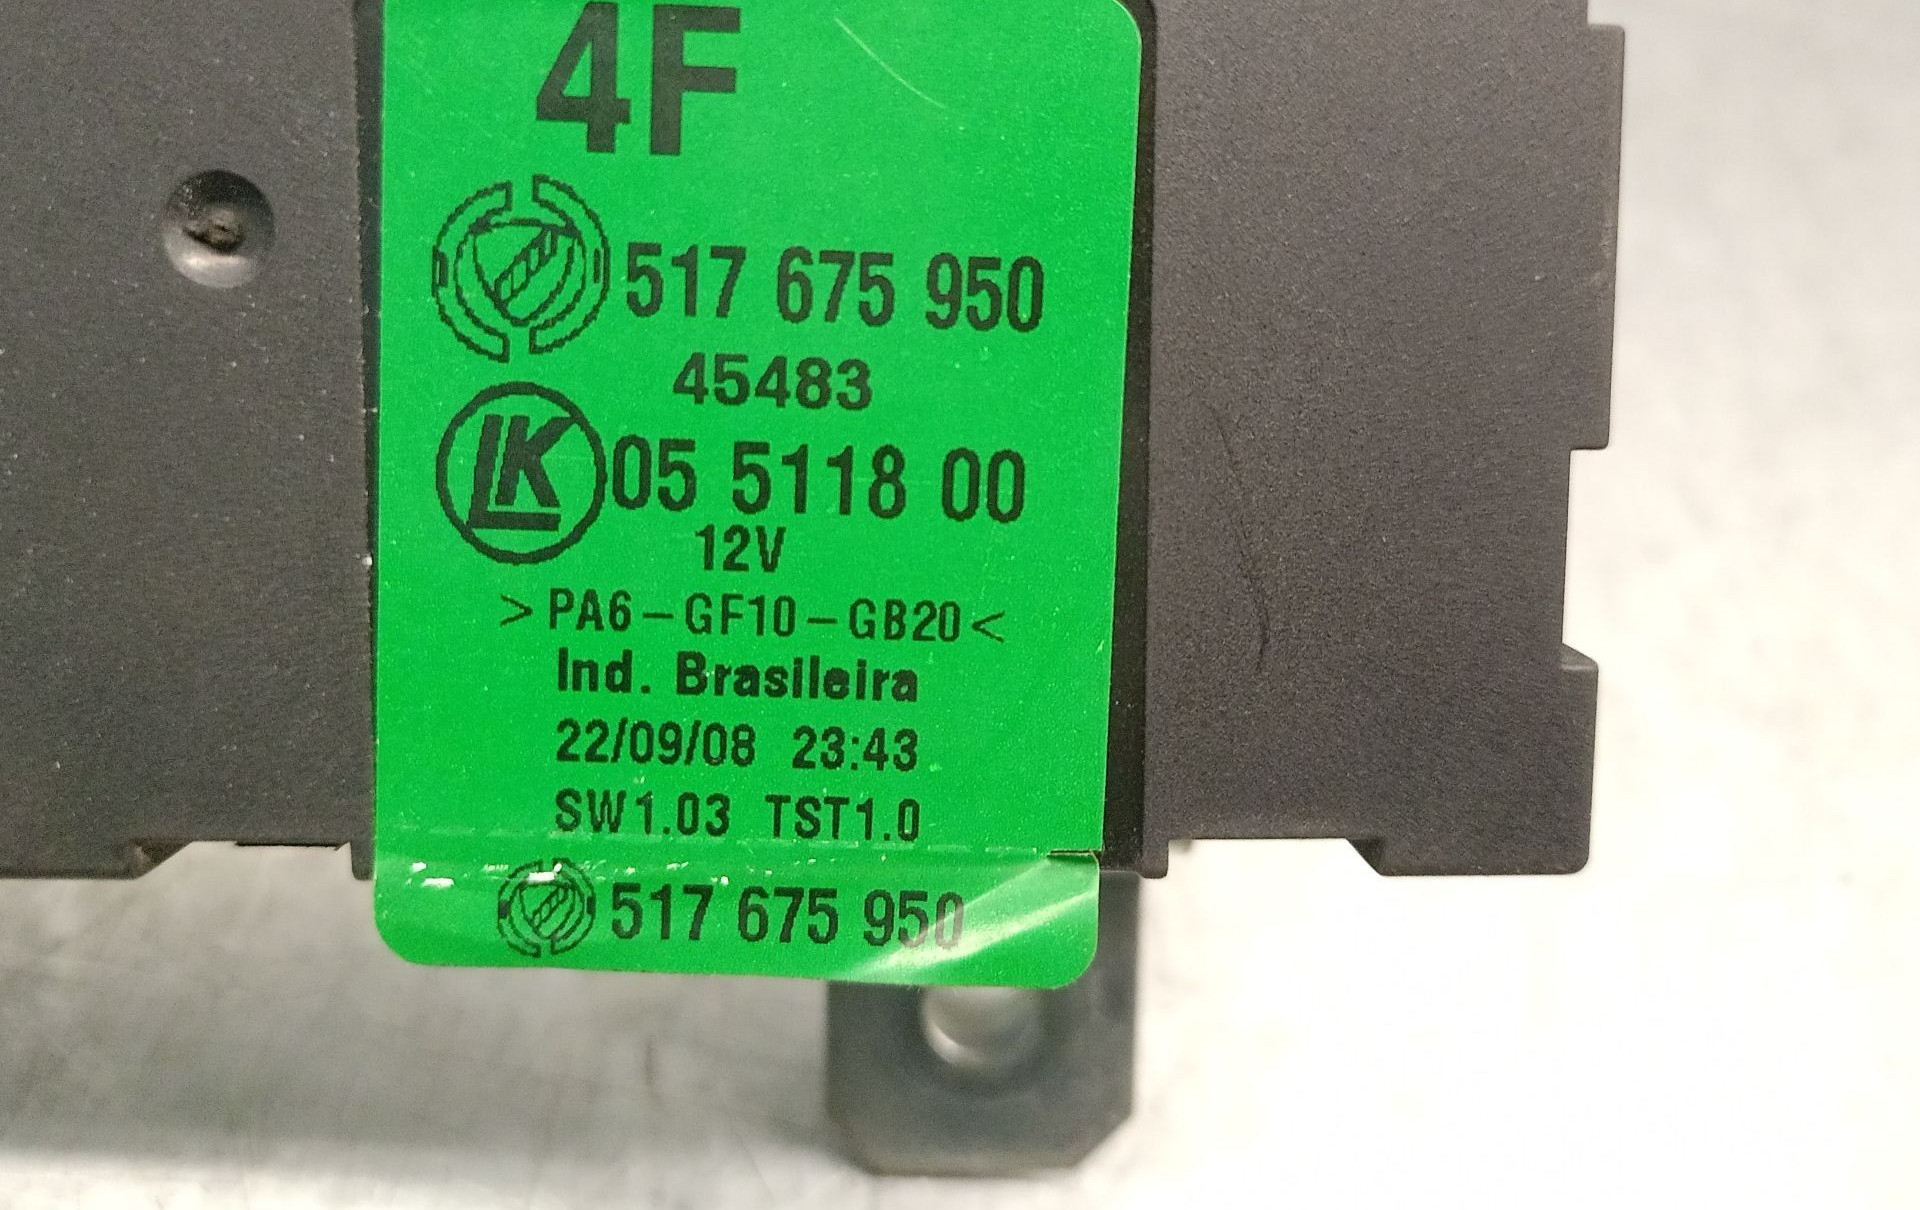 4F
517 675 950
45483
LK 05 5118 00
12V
>PA6-GF10-GB20<
Ind. Brasileira
22/09/08 23:43
SW1.03 TST1.0
517 675 950